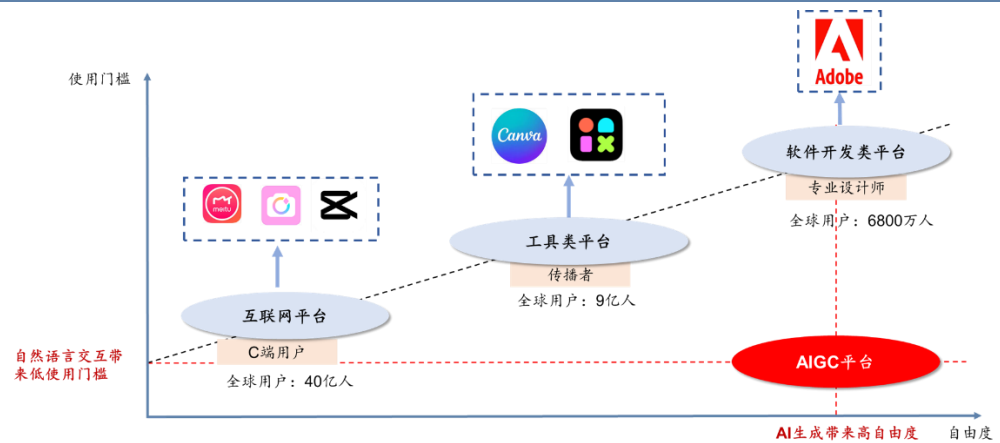 使用门槛
Adobe
Canva
软件开发类平台
专业设计师
全球用户：6800万人
meitu
工具类平台
传播者
全球用户：9亿人
互联网平台
C端用户
全球用户：40亿人
自然语言交互带
来低使用门槛
AIGC平台
AI生成带来高自由度
自由度